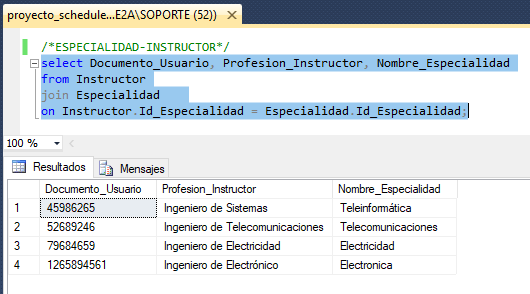 proyecto_schedule...E2A\SOPORTE (52))
/*ESPECIALIDAD-INSTRUCTOR*/
select Documento_Usuario, Profesion_Instructor, Nombre_Especialidad
from Instructor
join Especialidad
on Instructor.Id_Especialidad = Especialidad.Id_Especialidad;
100 %
Resultados Mensajes
Documento_Usuario Profesion_Instructor Nombre_Especialidad
1 45986265 Ingeniero de Sistemas Teleinformática
2 52689246 Ingeniero de Telecomunicaciones Telecomunicaciones
3 79684659 Ingeniero de Electricidad Electricidad
4 1265894561 Ingeniero de Electrónico Electronica